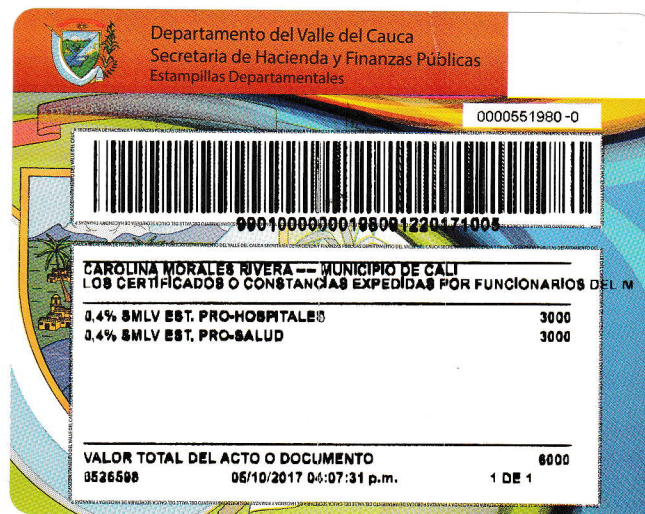 Departamento del Valle del Cauca
Secretaria de Hacienda y Finanzas Públicas
Estampillas Departamentales
0000551980 -0
CAROLINA MORALES RIVERA –– MUNICIPIO DE CALI
LOS CERTIFICADOS O CONSTANCIAS EXPEDIDAS POR FUNCIONARIOS DEL M
0,4% SMLV EST. PRO-HOSPITALES 3000
0,4% SMLV EST. PRO-SALUD 3000
VALOR TOTAL DEL ACTO O DOCUMENTO 6000
05/10/2017 04:07:31 p.m. 1 DE 1